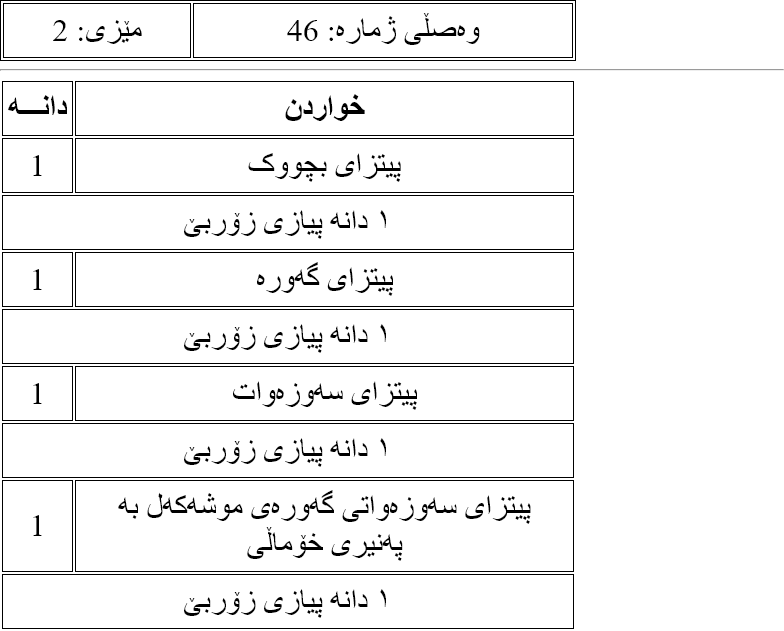 وەصڵی ژمارە: 46 مێزی: 2
خواردن دانـــە
پیتزای بچووک 1
١ دانە پیازی زۆربێ
پیتزای گەورە 1
١ دانە پیازی زۆربێ
پیتزای سەوزەوات 1
١ دانە پیازی زۆربێ
پیتزای سەوزەواتی گەورەی موشەکەل بە
پەنیری خۆماڵی 1
١ دانە پیازی زۆربێ